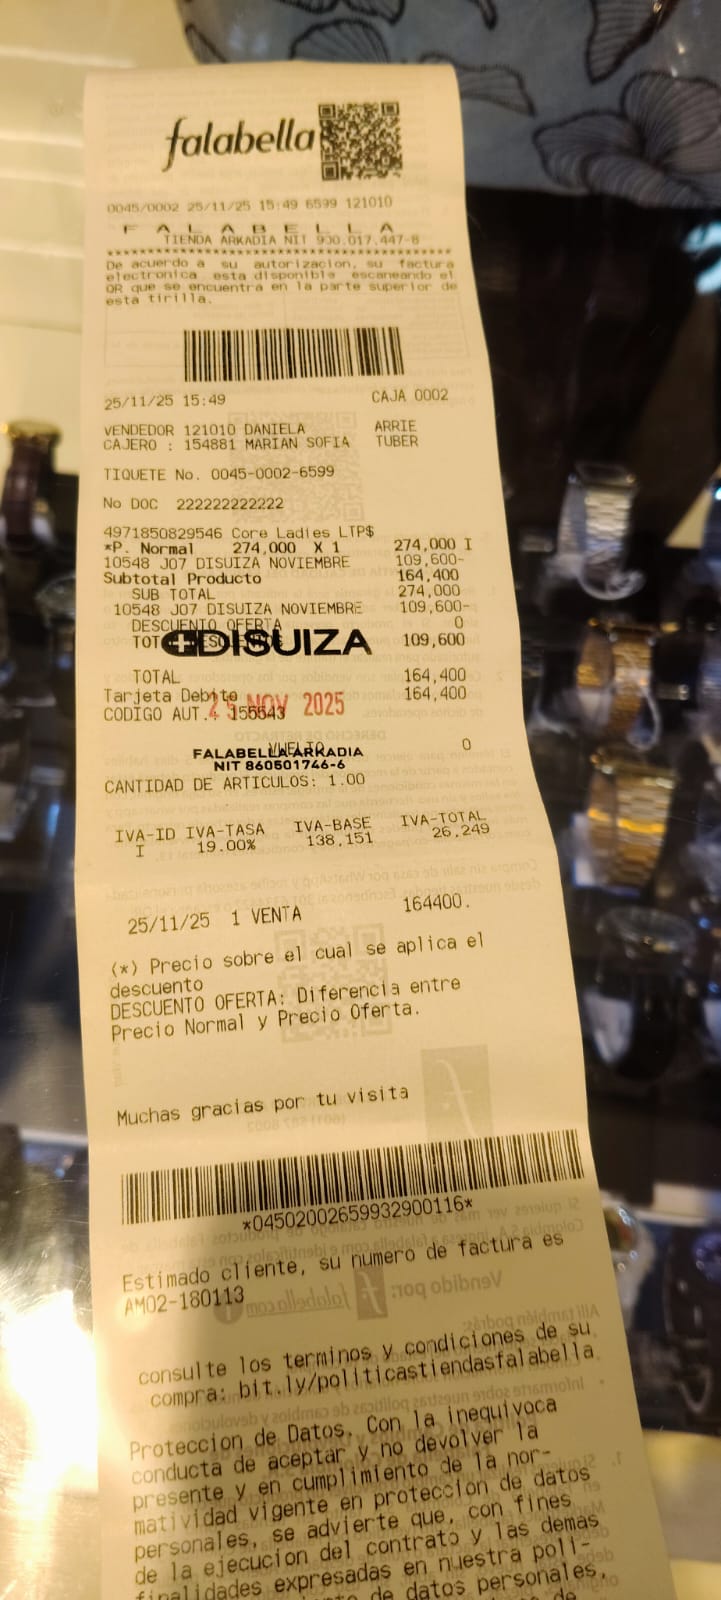 falabella
0045/0002 25/11/25 15:49 6599 121010
F A L A B E L L A
TIENDA ARKADIA NIT 900.017.447-8
****************************************
De acuerdo a su autorizacion, su factura
electronica esta disponible escaneando el
QR que se encuentra en la parte superior de
esta tirilla.
25/11/25 15:49 CAJA 0002
VENDEDOR 121010 DANIELA ARRIE
CAJERO : 154881 MARIAN SOFIA TUBER
TIQUETE No. 0045-0002-6599
No DOC 222222222222
4971850829546 Core Ladies LTP$
*P. Normal 274,000 X 1 274,000 I
10548 J07 DISUIZA NOVIEMBRE 109,600-
Subtotal Producto 164,400
SUB TOTAL 274,000
10548 J07 DISUIZA NOVIEMBRE 109,600-
DESCUENTO OFERTA 0
DISUIZA 109,600
TOTAL 164,400
Tarjeta Debito 164,400
25 NOV 2025
CODIGO AUT.: 155543
VUELTO 0
FALABELLA ARKADIA
NIT 860501746-6
CANTIDAD DE ARTICULOS: 1.00
IVA-ID IVA-TASA IVA-BASE IVA-TOTAL
I 19.00% 138,151 26,249
25/11/25 1 VENTA 164400.
(*) Precio sobre el cual se aplica el
descuento
DESCUENTO OFERTA: Diferencia entre
Precio Normal y Precio Oferta.
Muchas gracias por tu visita
*04502002659932900116*
Estimado cliente, su numero de factura es
AM02-180113
consulte los terminos y condiciones de su
compra: bit.ly/politicastiendasfalabella
Proteccion de Datos. Con la inequivoca
conducta de aceptar y no devolver la
presente y en cumplimiento de la nor-
matividad vigente en proteccion de datos
personales, se advierte que, con fines
de la ejecucion del contrato y las demas
finalidades expresadas en nuestra poli-
de datos personales,